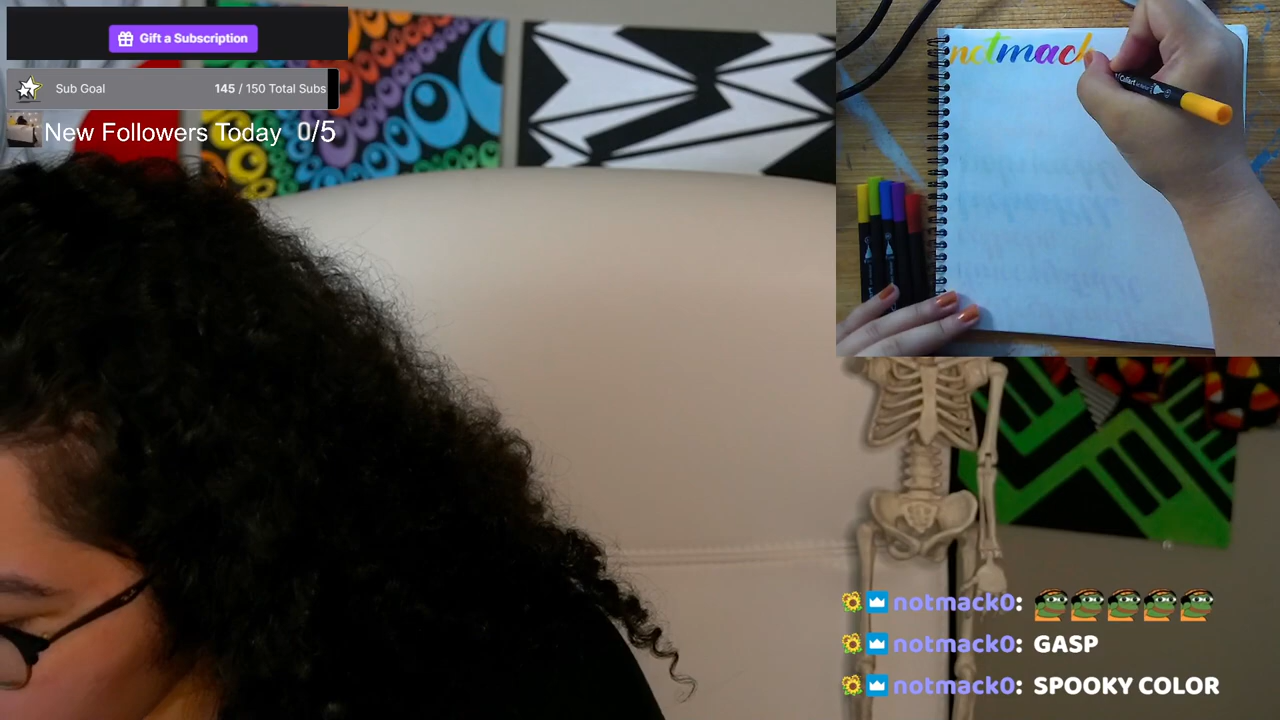 Gift a Subscription
Sub Goal 145 / 150 Total Subs
New Followers Today 0/5
notmack
notmack0:
notmack0: GASP
notmack0: SPOOKY COLOR